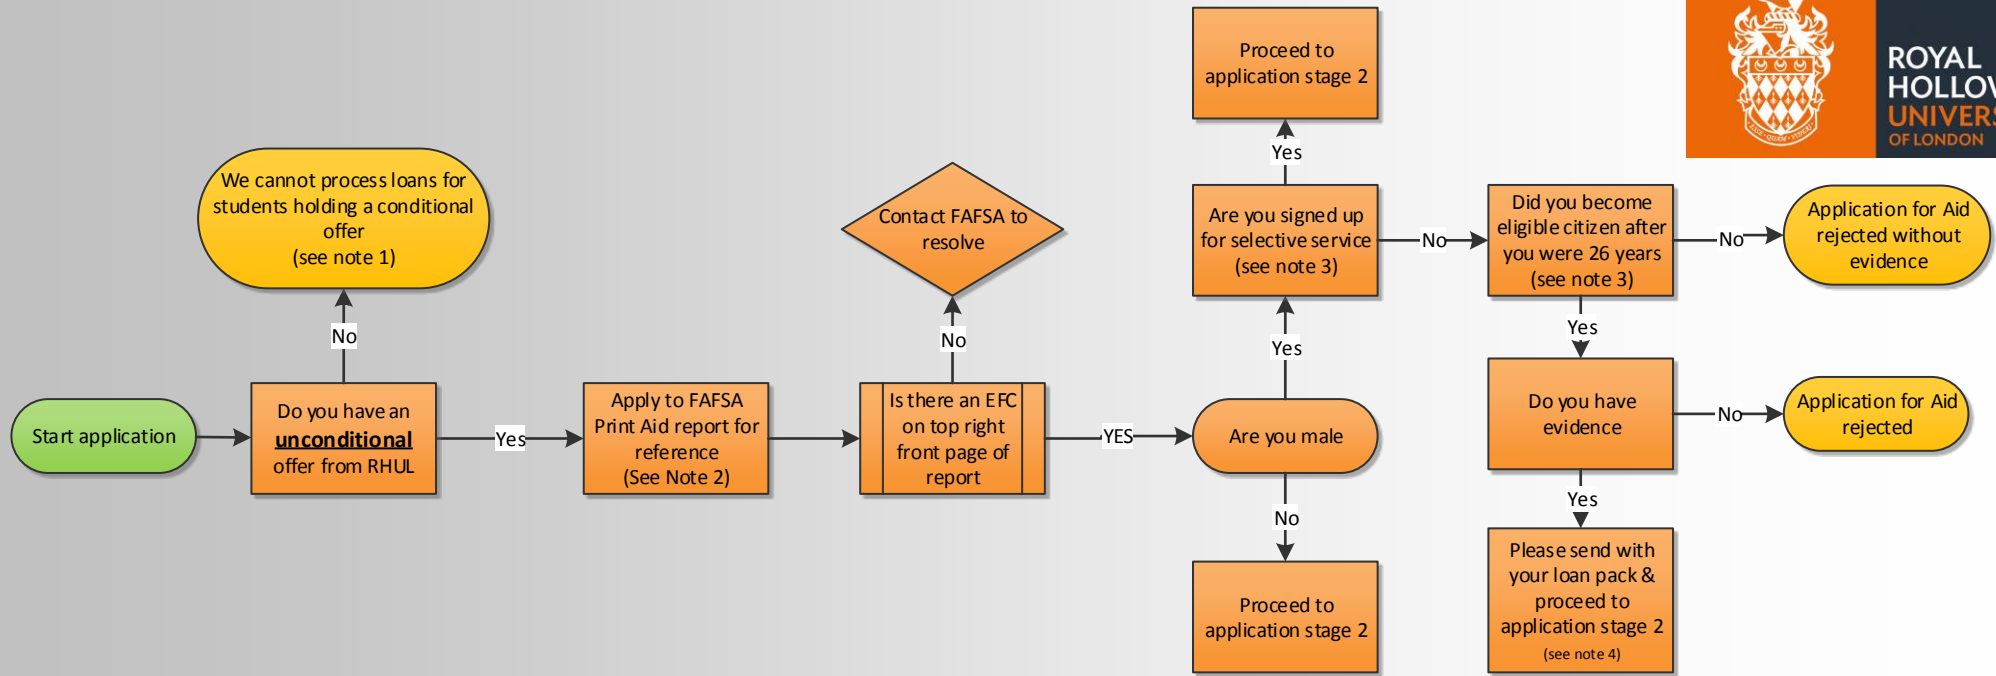 Start application
Do you have an
unconditional
offer from RHUL
No
We cannot process loans for
students holding a conditional
offer
(see note 1)
Yes
Apply to FAFSA
Print Aid report for
reference
(See Note 2)
Is there an EFC
on top right
front page of
report
No
Contact FAFSA to
resolve
YES
Are you male
Yes
Are you signed up
for selective service
(see note 3)
Yes
Proceed to
application stage 2
No
Proceed to
application stage 2
No
Did you become
eligible citizen after
you were 26 years
(see note 3)
No
Application for Aid
rejected without
evidence
Yes
Do you have
evidence
No
Application for Aid
rejected
Yes
Please send with
your loan pack &
proceed to
application stage 2
(see note 4)
ROYAL
HOLLOW
UNIVERS
OF LONDON